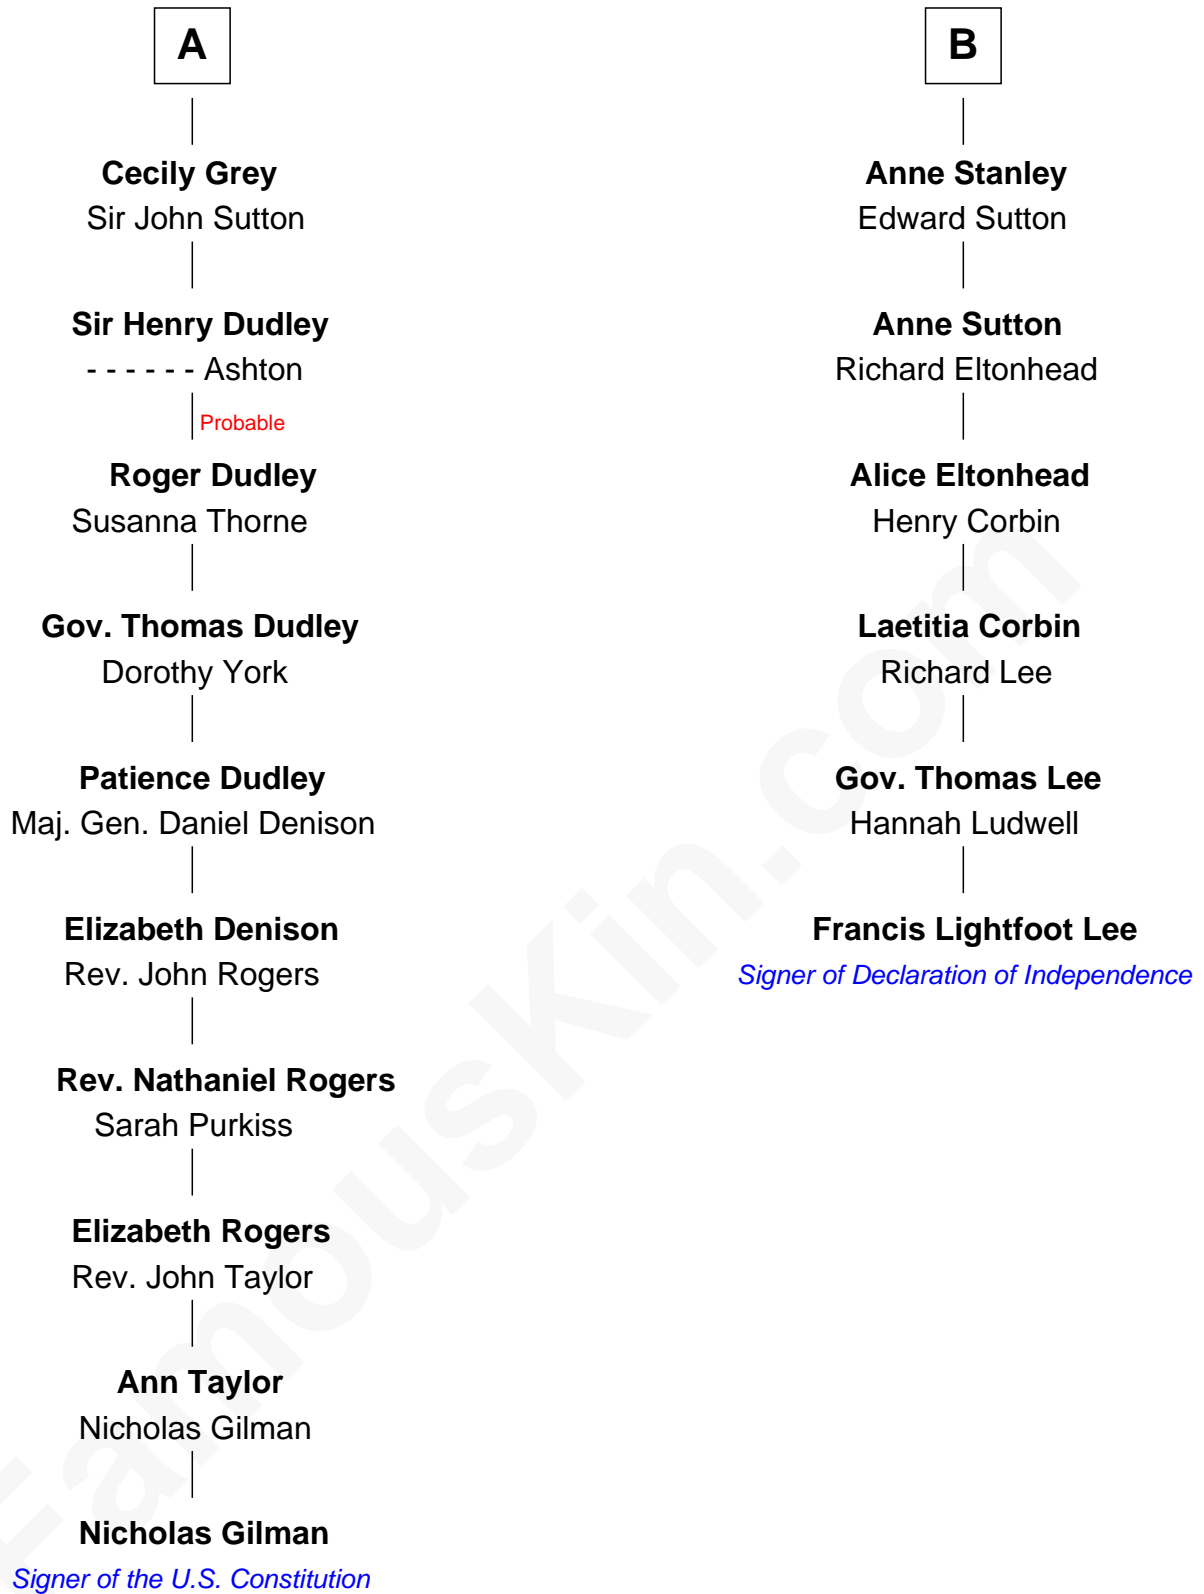 A
Cecily Grey
Sir John Sutton
Sir Henry Dudley
- - - - - - Ashton
Probable
Roger Dudley
Susanna Thorne
Gov. Thomas Dudley
Dorothy York
Patience Dudley
Maj. Gen. Daniel Denison
Elizabeth Denison
Rev. John Rogers
Rev. Nathaniel Rogers
Sarah Purkiss
Elizabeth Rogers
Rev. John Taylor
Ann Taylor
Nicholas Gilman
Nicholas Gilman
Signer of the U.S. Constitution
B
Anne Stanley
Edward Sutton
Anne Sutton
Richard Eltonhead
Alice Eltonhead
Henry Corbin
Laetitia Corbin
Richard Lee
Gov. Thomas Lee
Hannah Ludwell
Francis Lightfoot Lee
Signer of Declaration of Independence
FamousKin.com